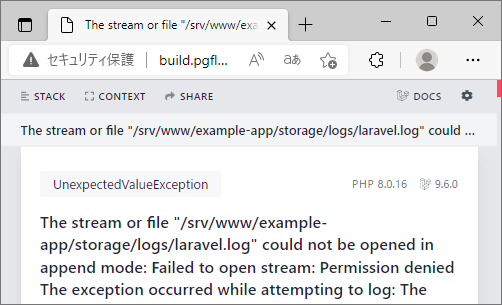 The stream or file "/srv/www/exa
セキュリティ保護
build.pgfl...
STACK
CONTEXT
SHARE
DOCS
The stream or file "/srv/www/example-app/storage/logs/laravel.log" could ...
UnexpectedValueException
PHP 8.0.16
9.6.0
The stream or file "/srv/www/example-
app/storage/logs/laravel.log" could not be opened in
append mode: Failed to open stream: Permission denied
The exception occurred while attempting to log: The